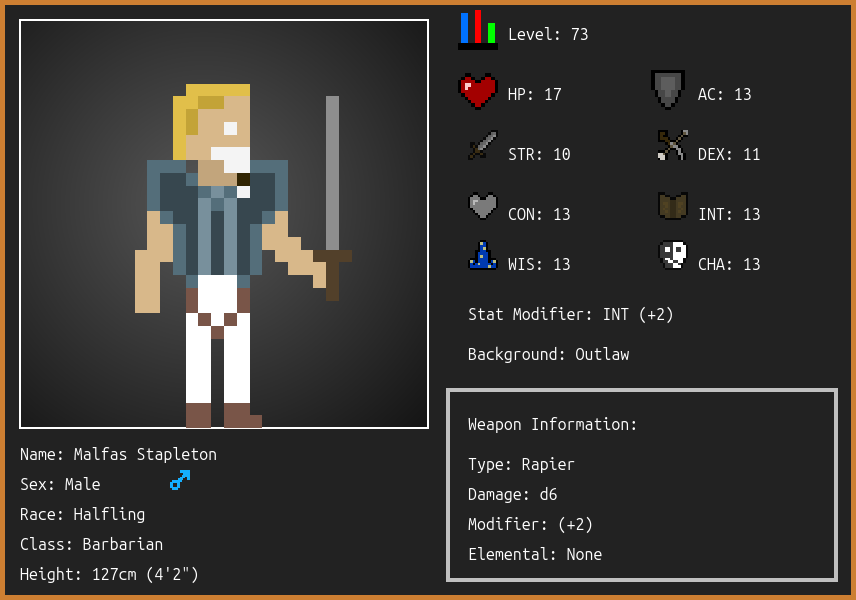 Level: 73
HP: 17
AC: 13
STR: 10
DEX: 11
CON: 13
INT: 13
WIS: 13
CHA: 13
Stat Modifier: INT (+2)
Background: Outlaw
Weapon Information:
Type: Rapier
Damage: d6
Modifier: (+2)
Elemental: None
Name: Malfas Stapleton
Sex: Male
Race: Halfling
Class: Barbarian
Height: 127cm (4'2")